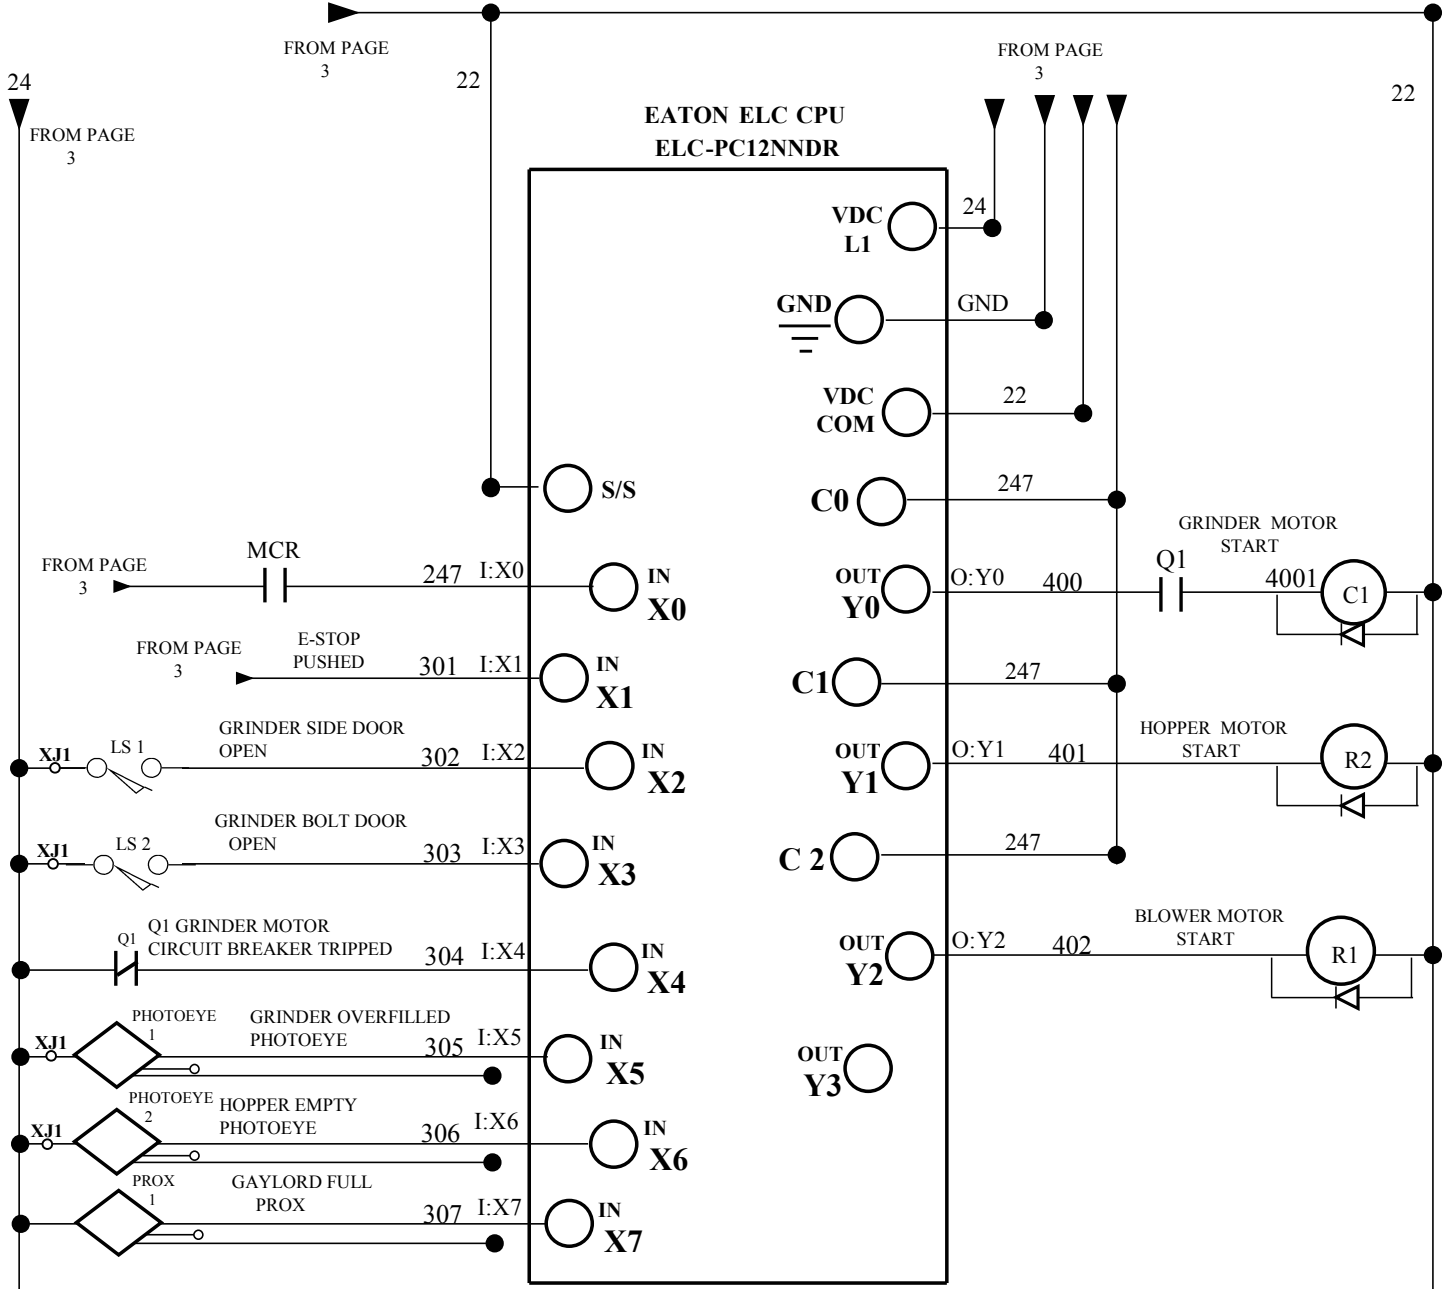 FROM PAGE
3
FROM PAGE
3
24
22
22
FROM PAGE
3
EATON ELC CPU
ELC-PC12NNDR
VDC
L1
24
GND
GND
VDC
COM
22
S/S
C0
247
GRINDER MOTOR
START
MCR
FROM PAGE
3
247
I:X0
IN
X0
OUT
Y0
O:Y0
400
Q1
4001
C1
E-STOP
PUSHED
FROM PAGE
3
301
I:X1
IN
X1
C1
247
GRINDER SIDE DOOR
OPEN
XJ1
LS 1
302
I:X2
IN
X2
OUT
Y1
O:Y1
401
HOPPER MOTOR
START
R2
GRINDER BOLT DOOR
OPEN
XJ1
LS 2
303
I:X3
IN
X3
C 2
247
Q1 GRINDER MOTOR
CIRCUIT BREAKER TRIPPED
Q1
304
I:X4
IN
X4
OUT
Y2
O:Y2
402
BLOWER MOTOR
START
R1
PHOTOEYE
1
GRINDER OVERFILLED
PHOTOEYE
XJ1
305
I:X5
IN
X5
OUT
Y3
PHOTOEYE
2
HOPPER EMPTY
PHOTOEYE
XJ1
306
I:X6
IN
X6
PROX
1
GAYLORD FULL
PROX
307
I:X7
IN
X7